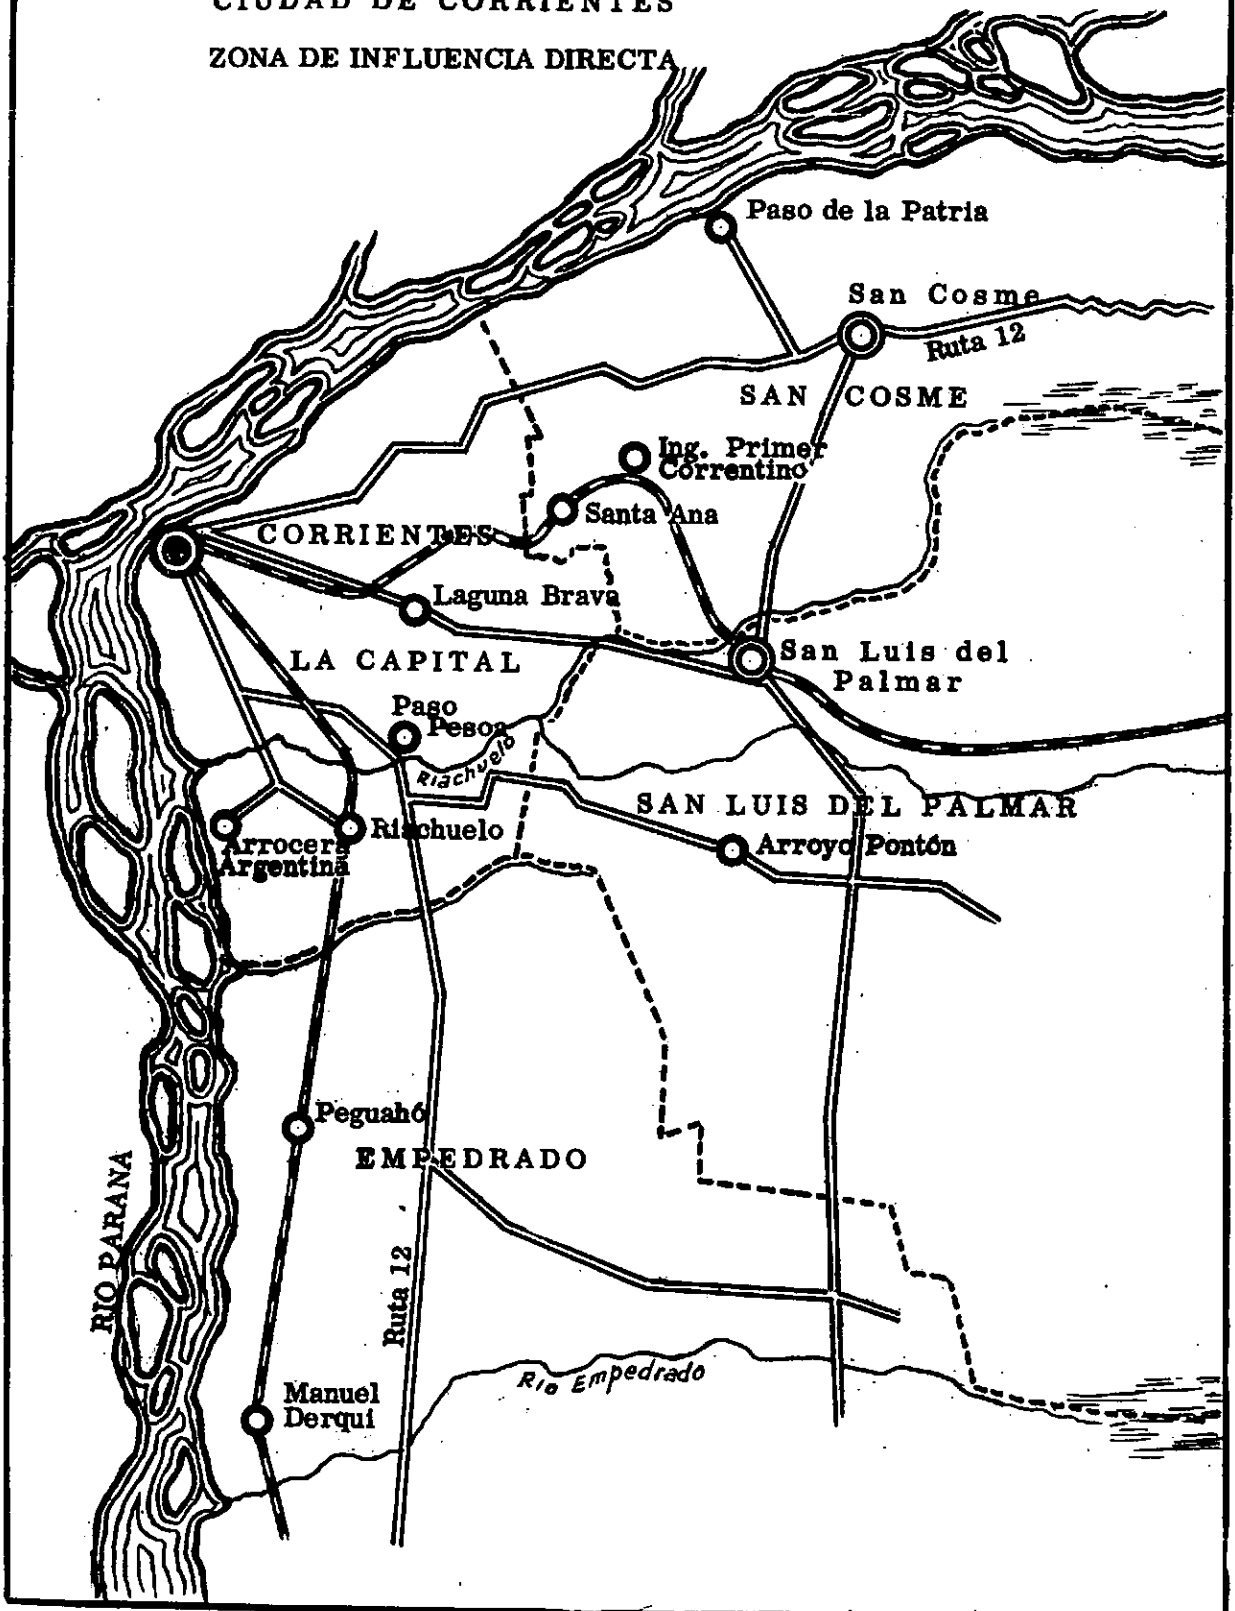 CIUDAD DE CORRIENTES
ZONA DE INFLUENCIA DIRECTA
Paso de la Patria
San Cosme
Ruta 12
SAN COSME
Ing. Primer
Correntino
Santa Ana
CORRIENTES
Laguna Brava
LA CAPITAL
San Luis del
Palmar
Paso
Pesoa
Riachuelo
SAN LUIS DEL PALMAR
Riachuelo
Arrocera
Argentina
Arroyo Pontón
Peguahó
EMPEDRADO
RIO PARANA
Ruta 12
Río Empedrado
Manuel
Derqui